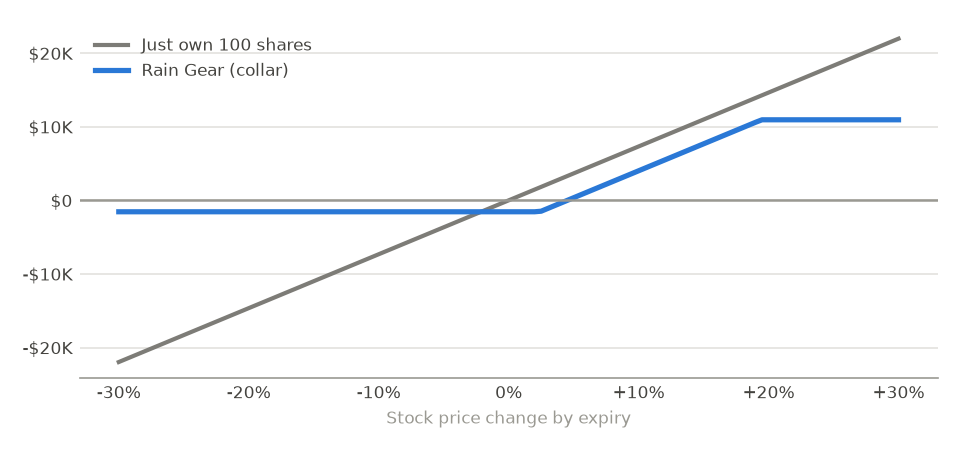 Just own 100 shares
Rain Gear (collar)
$20K
$10K
$0
-$10K
-$20K
-30% -20% -10% 0% +10% +20% +30%
Stock price change by expiry